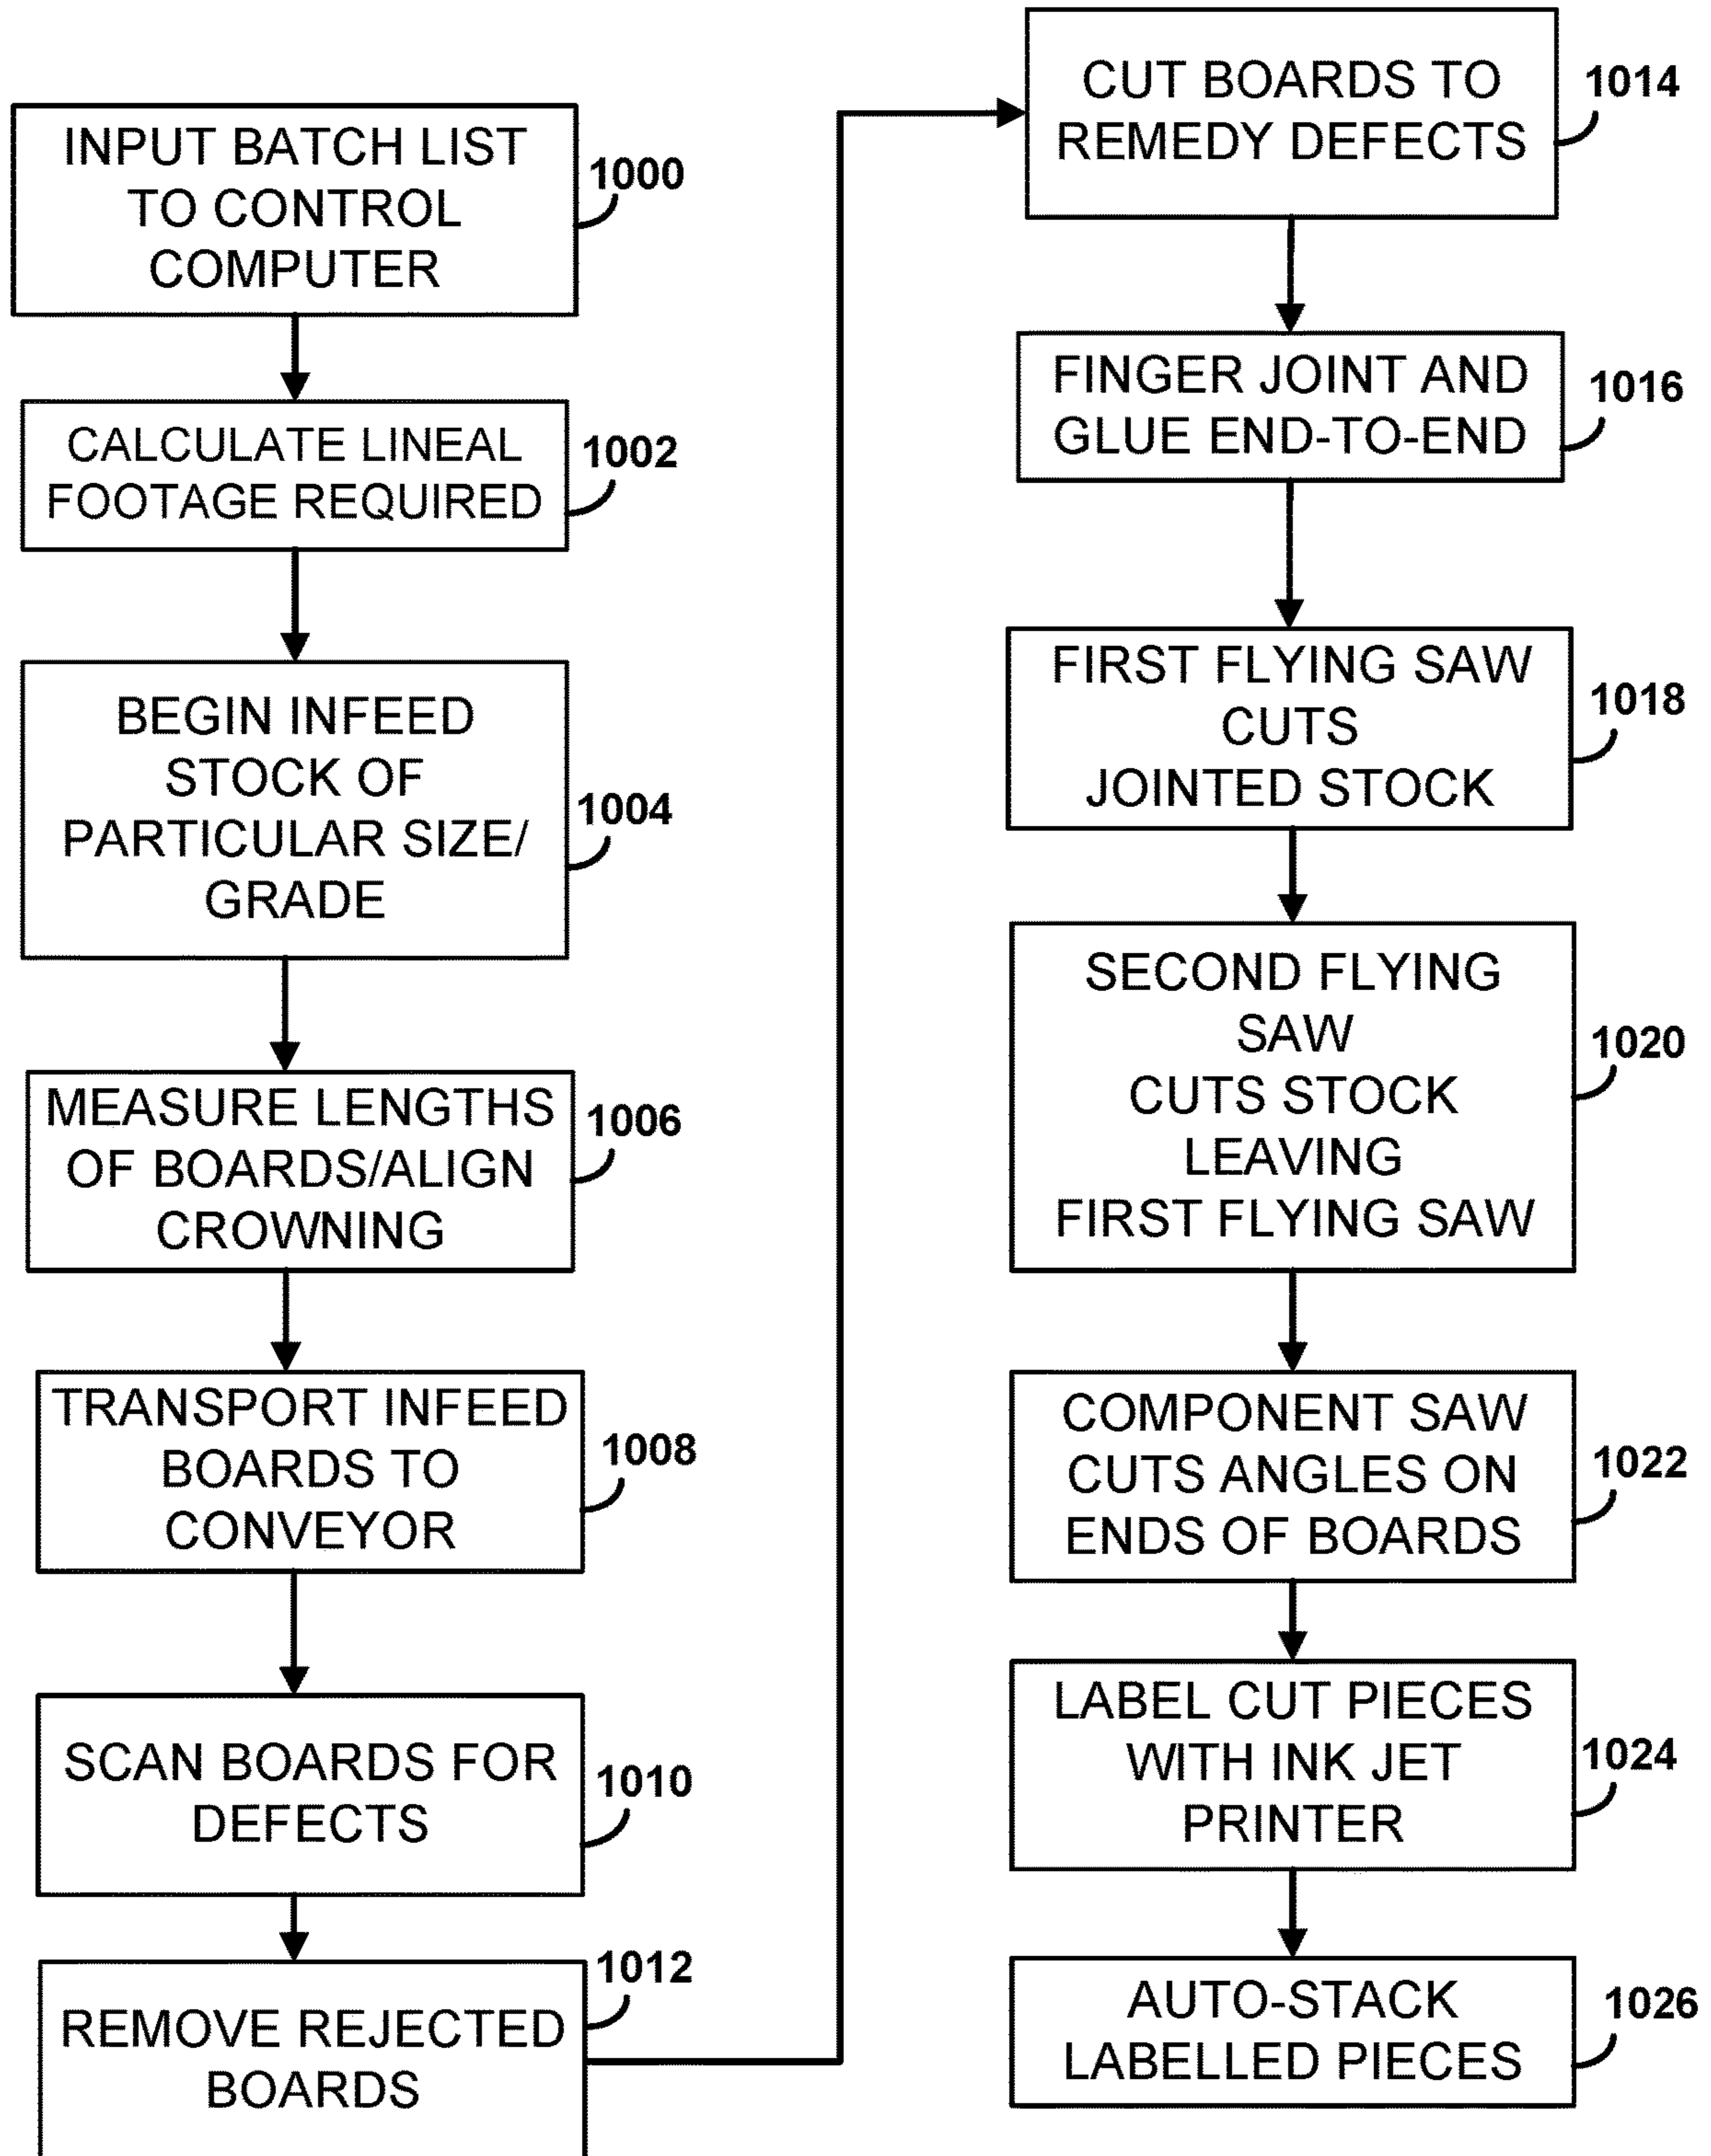 INPUT BATCH LIST
TO CONTROL
COMPUTER
1000
CALCULATE LINEAL
FOOTAGE REQUIRED
1002
BEGIN INFEED
STOCK OF
PARTICULAR SIZE/
GRADE
1004
MEASURE LENGTHS
OF BOARDS/ALIGN
CROWNING
1006
TRANSPORT INFEED
BOARDS TO
CONVEYOR
1008
SCAN BOARDS FOR
DEFECTS
1010
REMOVE REJECTED
BOARDS
1012
CUT BOARDS TO
REMEDY DEFECTS
1014
FINGER JOINT AND
GLUE END-TO-END
1016
FIRST FLYING SAW
CUTS
JOINTED STOCK
1018
SECOND FLYING
SAW
CUTS STOCK
LEAVING
FIRST FLYING SAW
1020
COMPONENT SAW
CUTS ANGLES ON
ENDS OF BOARDS
1022
LABEL CUT PIECES
WITH INK JET
PRINTER
1024
AUTO-STACK
LABELLED PIECES
1026